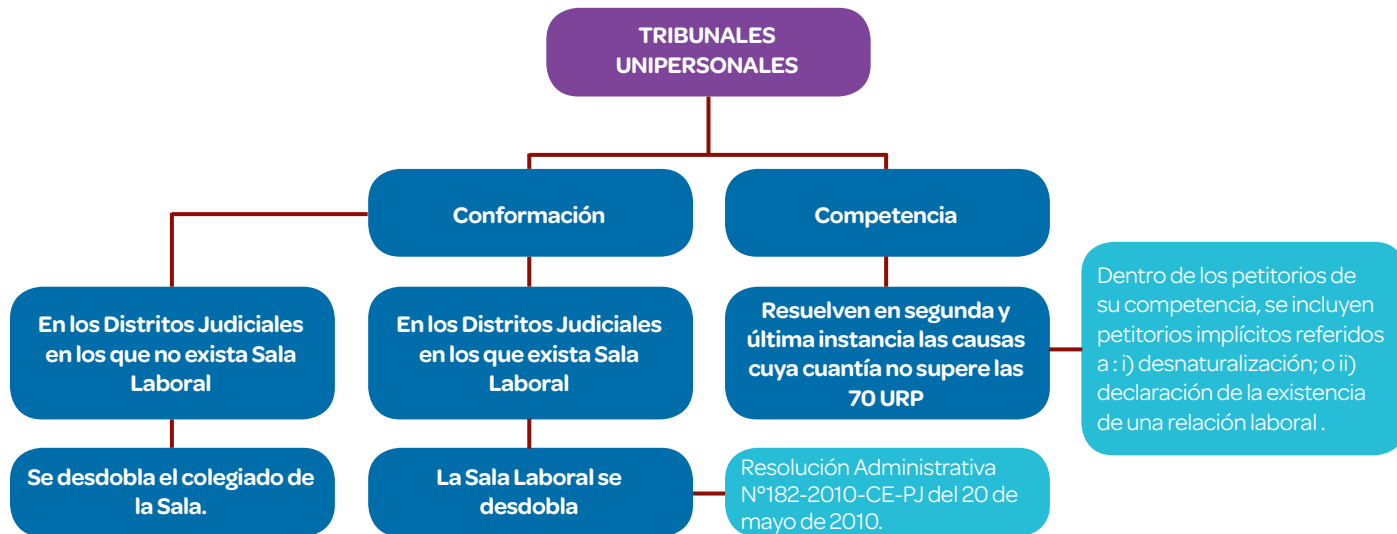 TRIBUNALES
UNIPERSONALES
Conformación
Competencia
En los Distritos Judiciales
en los que no exista Sala
Laboral
En los Distritos Judiciales
en los que exista Sala
Laboral
Resuelven en segunda y
última instancia las causas
cuya cuantía no supere las
70 URP
Dentro de los petitorios de
su competencia, se incluyen
petitorios implícitos referidos
a : i) desnaturalización; o ii)
declaración de la existencia
de una relación laboral .
Se desdobla el colegiado de
la Sala.
La Sala Laboral se
desdobla
Resolución Administrativa
N°182-2010-CE-PJ del 20 de
mayo de 2010.